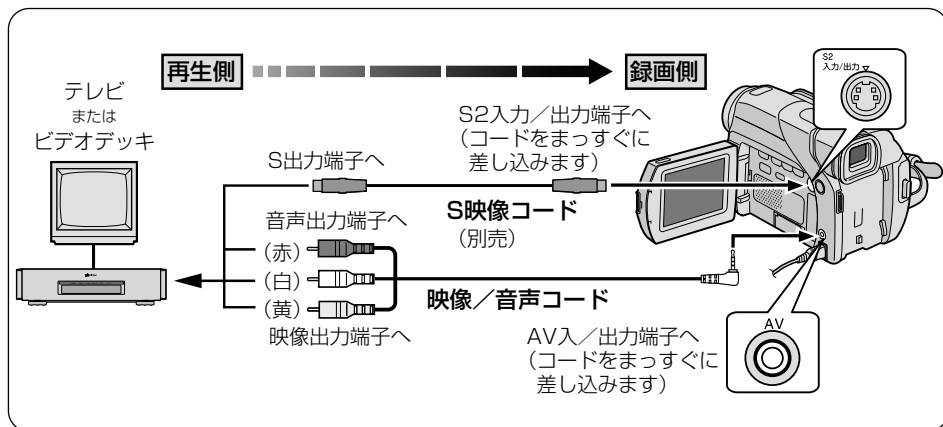 再生側
録画側
テレビ
または
ビデオデッキ
S出力端子へ
S2入力／出力端子へ
（コードをまっすぐに
差し込みます）
S2
入力/出力
S映像コード
（別売）
音声出力端子へ
（赤）
（白）
（黄）
映像出力端子へ
映像／音声コード
AV入／出力端子へ
（コードをまっすぐに
差し込みます）
AV